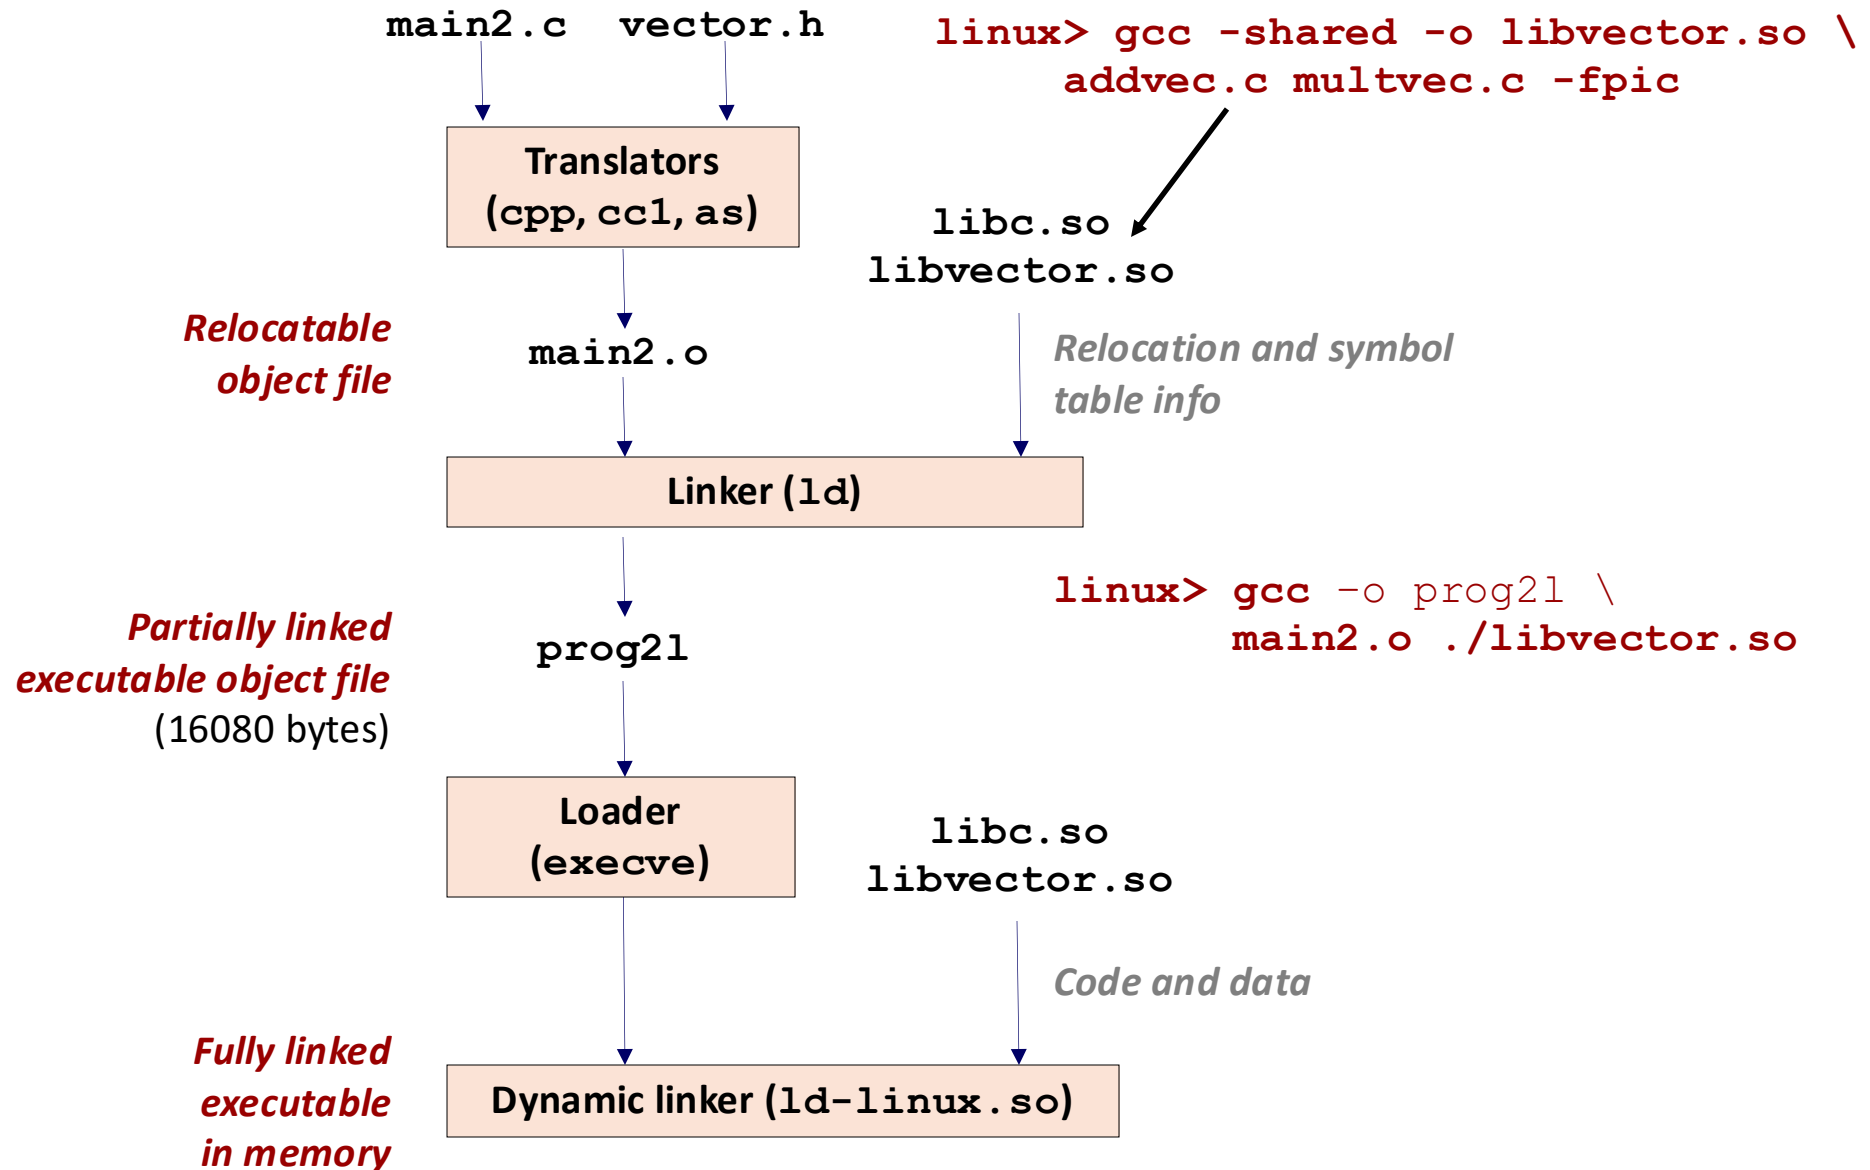 main2.c vector.h
linux> gcc -shared -o libvector.so \
addvec.c multvec.c -fpic
Translators
(cpp, cc1, as)
libc.so
libvector.so
Relocatable
object file
main2.o
Relocation and symbol
table info
Linker (ld)
linux> gcc –o prog2l \
main2.o ./libvector.so
Partially linked
executable object file
(16080 bytes)
prog2l
Loader
(execve)
libc.so
libvector.so
Code and data
Fully linked
executable
in memory
Dynamic linker (ld-linux.so)